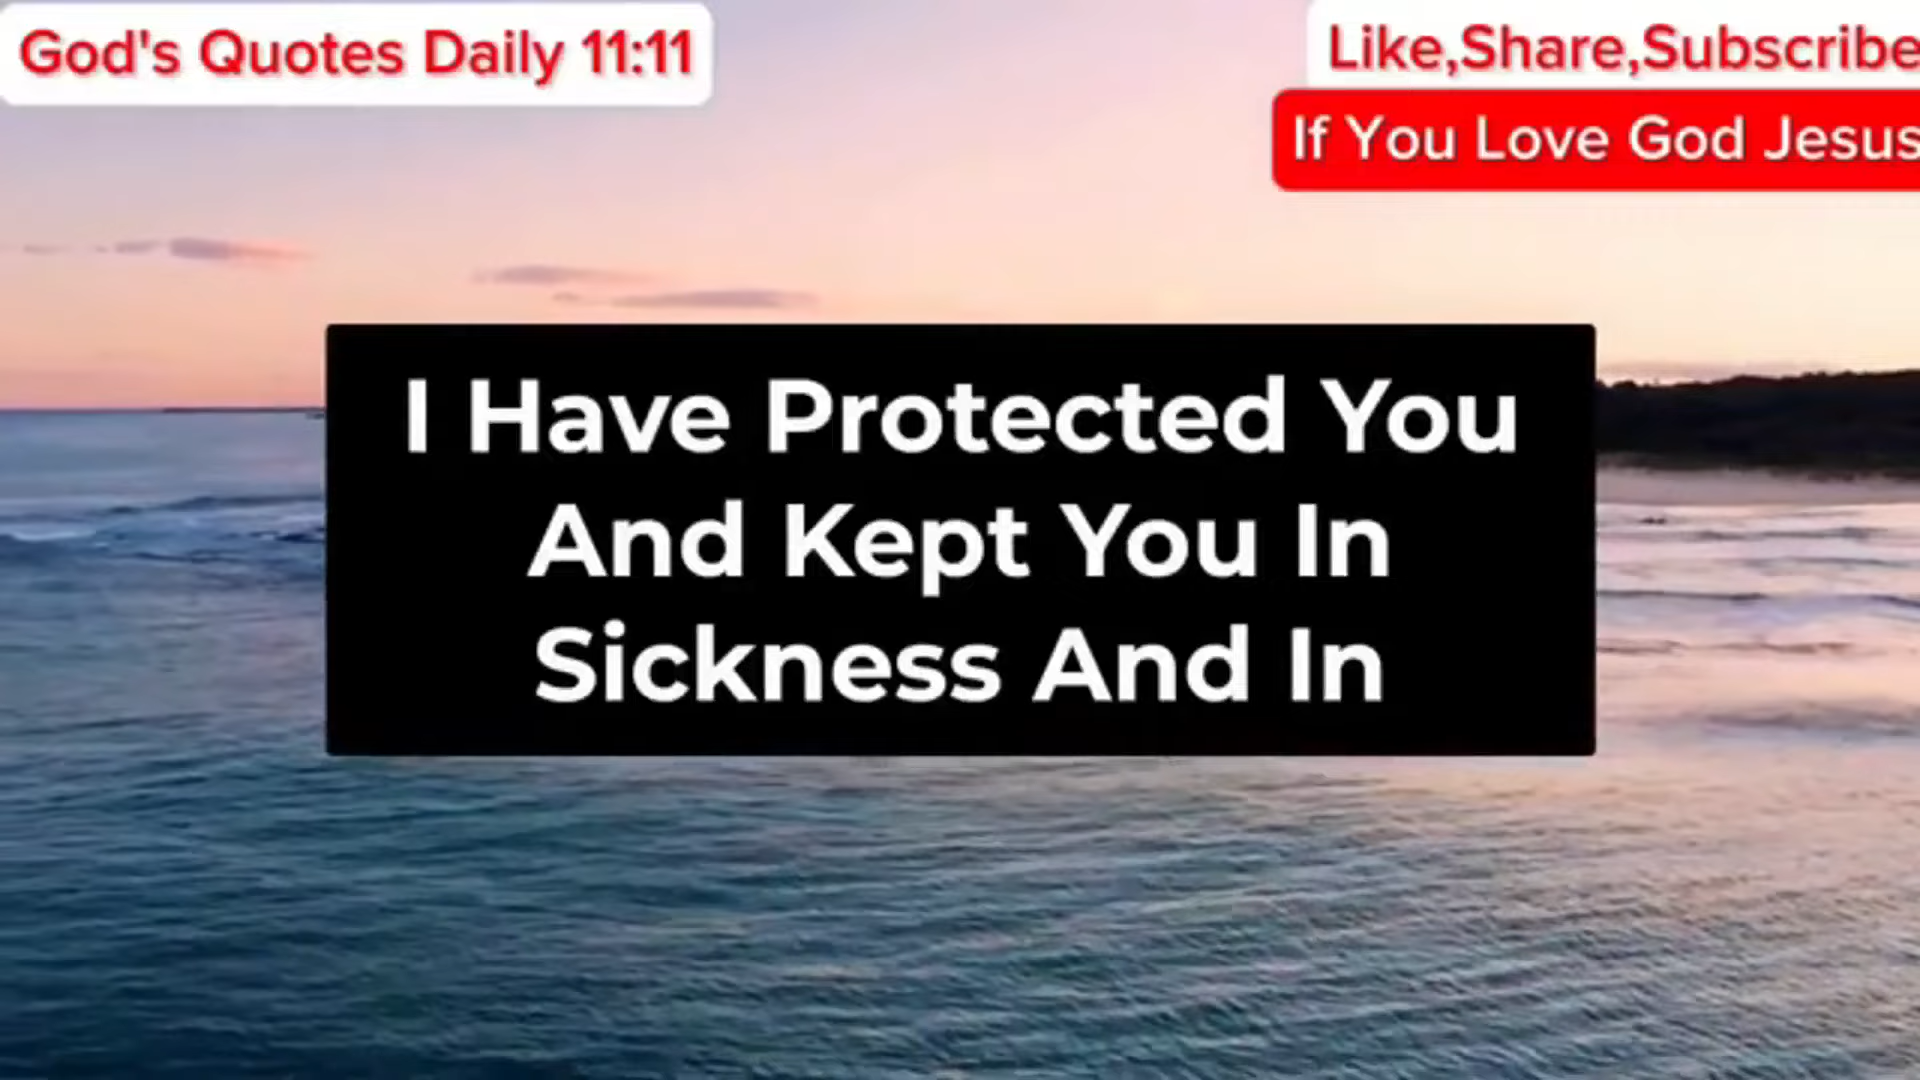 God's Quotes Daily 11:11
Like,Share,Subscribe
If You Love God Jesus
I Have Protected You
And Kept You In
Sickness And In